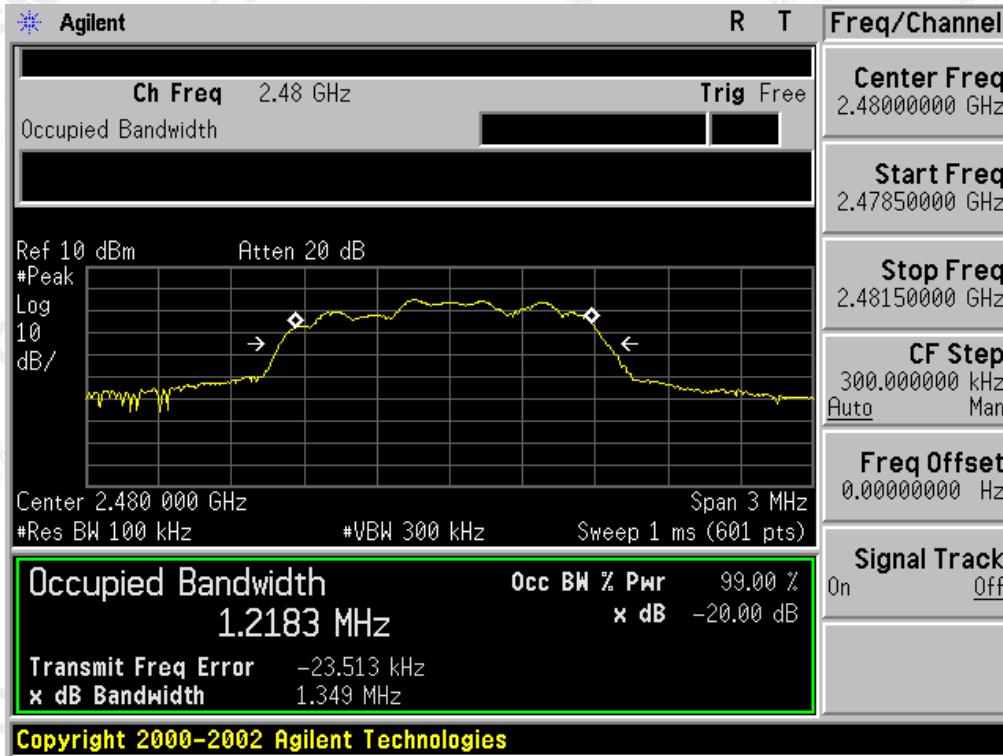 Agilent R T
Ch Freq 2.48 GHz Trig Free
Occupied Bandwidth
Ref 10 dBm Atten 20 dB
#Peak
Log
10
dB/
Center 2.480 000 GHz Span 3 MHz
#Res BW 100 kHz #VBW 300 kHz Sweep 1 ms (601 pts)
Occupied Bandwidth
1.2183 MHz
Occ BW % Pwr 99.00 %
x dB -20.00 dB
Transmit Freq Error -23.513 kHz
x dB Bandwidth 1.349 MHz
Copyright 2000-2002 Agilent Technologies
Freq/Channel
Center Freq
2.48000000 GHz
Start Freq
2.47850000 GHz
Stop Freq
2.48150000 GHz
CF Step
300.000000 kHz
Auto Man
Freq Offset
0.00000000 Hz
Signal Track
On Off